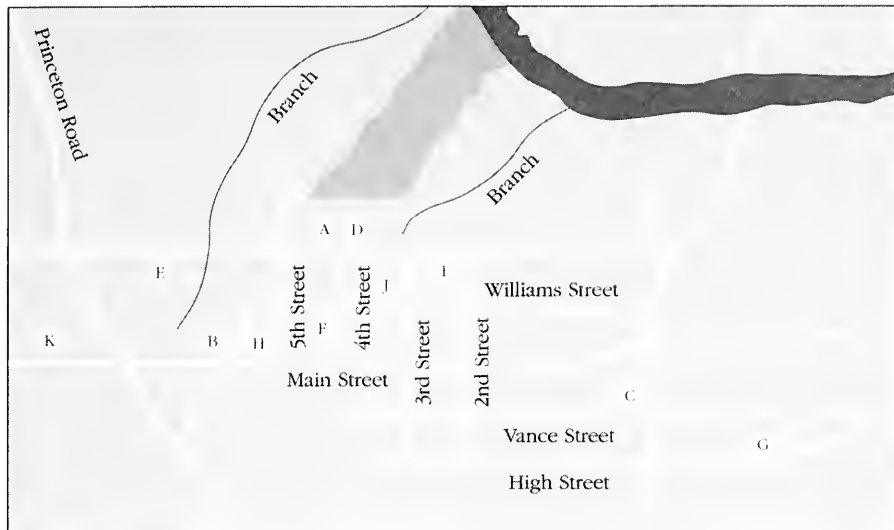 Princeton Road
Branch
Branch
A D
E I
5th Street 4th Street J Williams Street
K B H F
Main Street 3rd Street 2nd Street
C
Vance Street
G
High Street